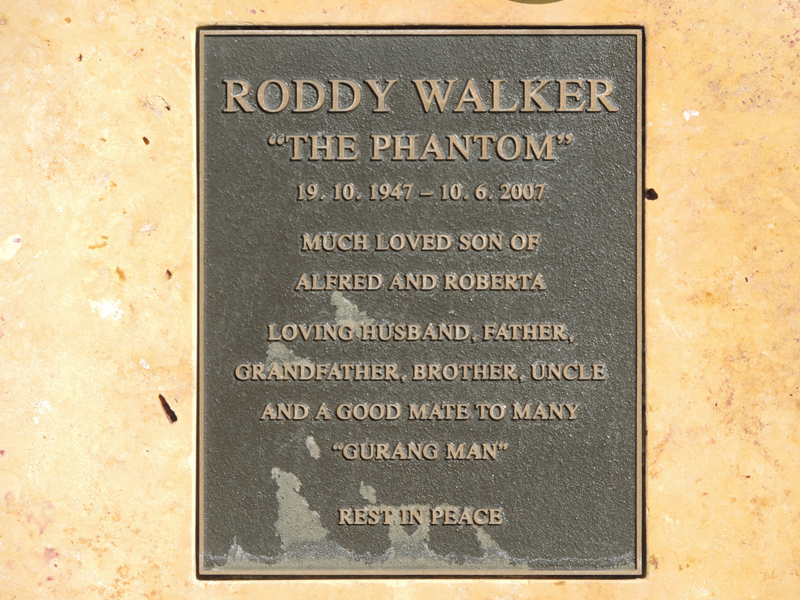 RODDY WALKER
“THE PHANTOM”
19. 10. 1947 – 10. 6. 2007
MUCH LOVED SON OF
ALFRED AND ROBERTA
LOVING HUSBAND, FATHER,
GRANDFATHER, BROTHER, UNCLE
AND A GOOD MATE TO MANY
“GURANG MAN”
REST IN PEACE